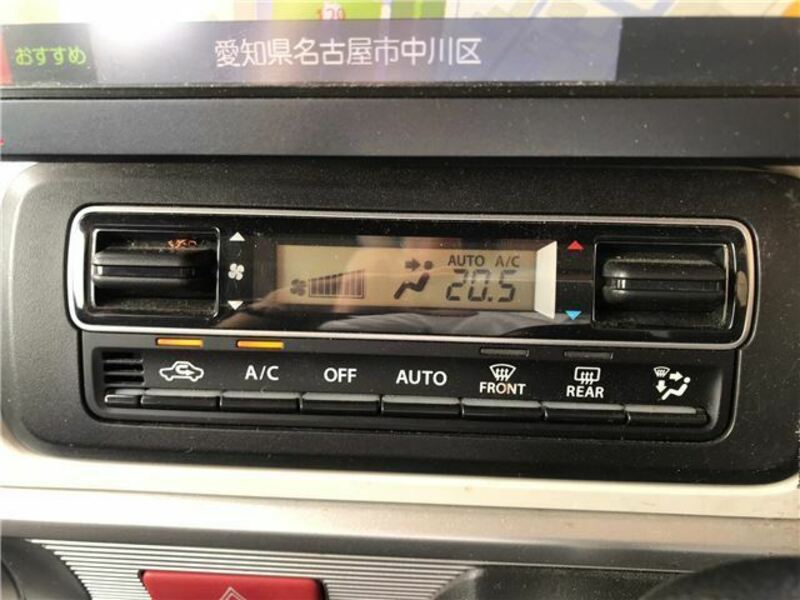 129
おすすめ 愛知県名古屋市中川区
AUTO A/C
20.5
A/C OFF AUTO FRONT REAR